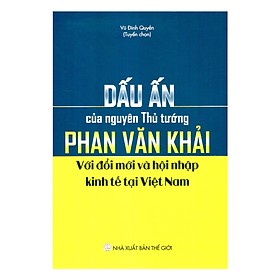 Vũ Đình Quyền
(Tuyển chọn)
DẤU ẤN
của nguyên Thủ tướng
PHAN VĂN KHẢI
Với đổi mới và hội nhập
kinh tế tại Việt Nam
NHÀ XUẤT BẢN THẾ GIỚI